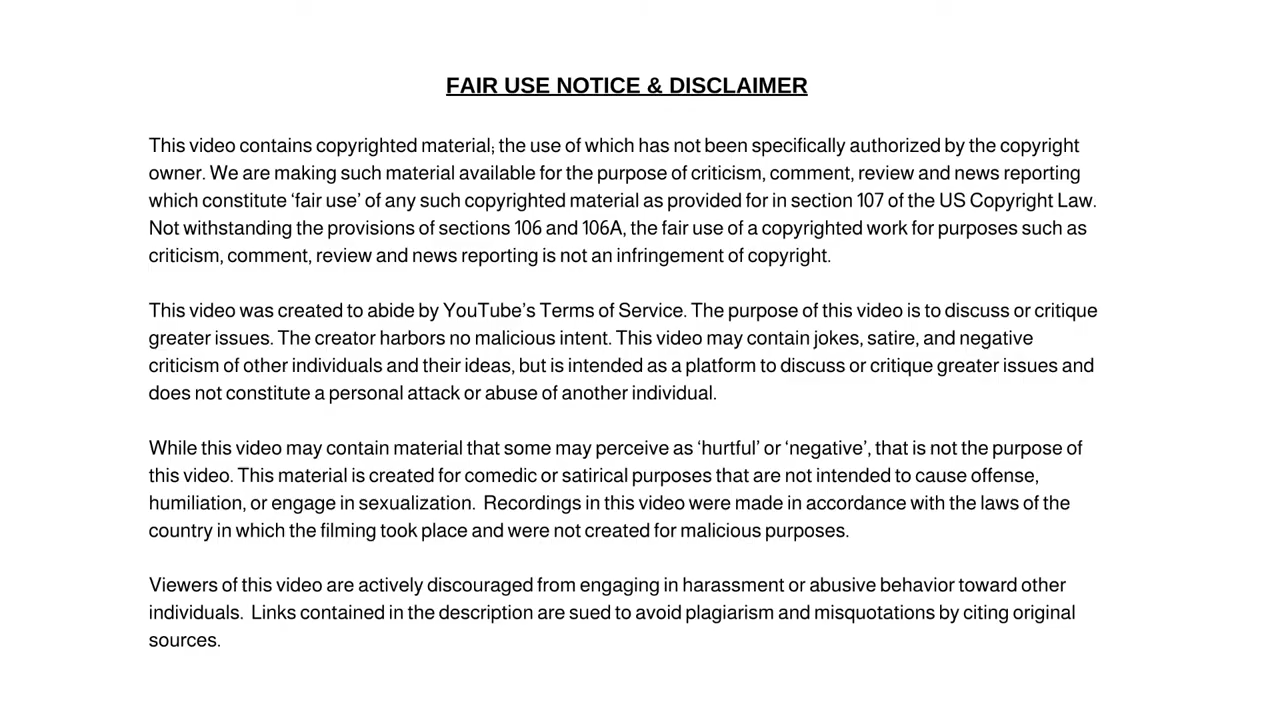 FAIR USE NOTICE & DISCLAIMER
This video contains copyrighted material; the use of which has not been specifically authorized by the copyright
owner. We are making such material available for the purpose of criticism, comment, review and news reporting
which constitute ‘fair use’ of any such copyrighted material as provided for in section 107 of the US Copyright Law.
Not withstanding the provisions of sections 106 and 106A, the fair use of a copyrighted work for purposes such as
criticism, comment, review and news reporting is not an infringement of copyright.
This video was created to abide by YouTube’s Terms of Service. The purpose of this video is to discuss or critique
greater issues. The creator harbors no malicious intent. This video may contain jokes, satire, and negative
criticism of other individuals and their ideas, but is intended as a platform to discuss or critique greater issues and
does not constitute a personal attack or abuse of another individual.
While this video may contain material that some may perceive as ‘hurtful’ or ‘negative’, that is not the purpose of
this video. This material is created for comedic or satirical purposes that are not intended to cause offense,
humiliation, or engage in sexualization. Recordings in this video were made in accordance with the laws of the
country in which the filming took place and were not created for malicious purposes.
Viewers of this video are actively discouraged from engaging in harassment or abusive behavior toward other
individuals. Links contained in the description are sued to avoid plagiarism and misquotations by citing original
sources.